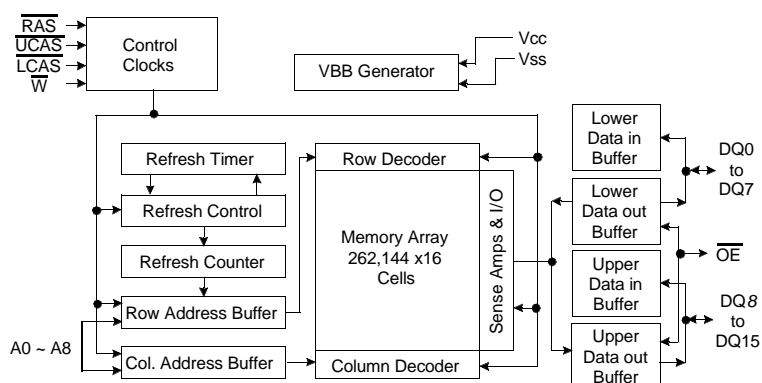 RAS
UCAS
LCAS
W
Control
Clocks
VBB Generator
Vcc
Vss
Refresh Timer
Refresh Control
Refresh Counter
Row Address Buffer
Col. Address Buffer
A0 ~ A8
Row Decoder
Memory Array
262,144 x16
Cells
Column Decoder
Sense Amps & I/O
Lower
Data in
Buffer
Lower
Data out
Buffer
Upper
Data in
Buffer
Upper
Data out
Buffer
DQ0
to
DQ7
OE
DQ8
to
DQ15